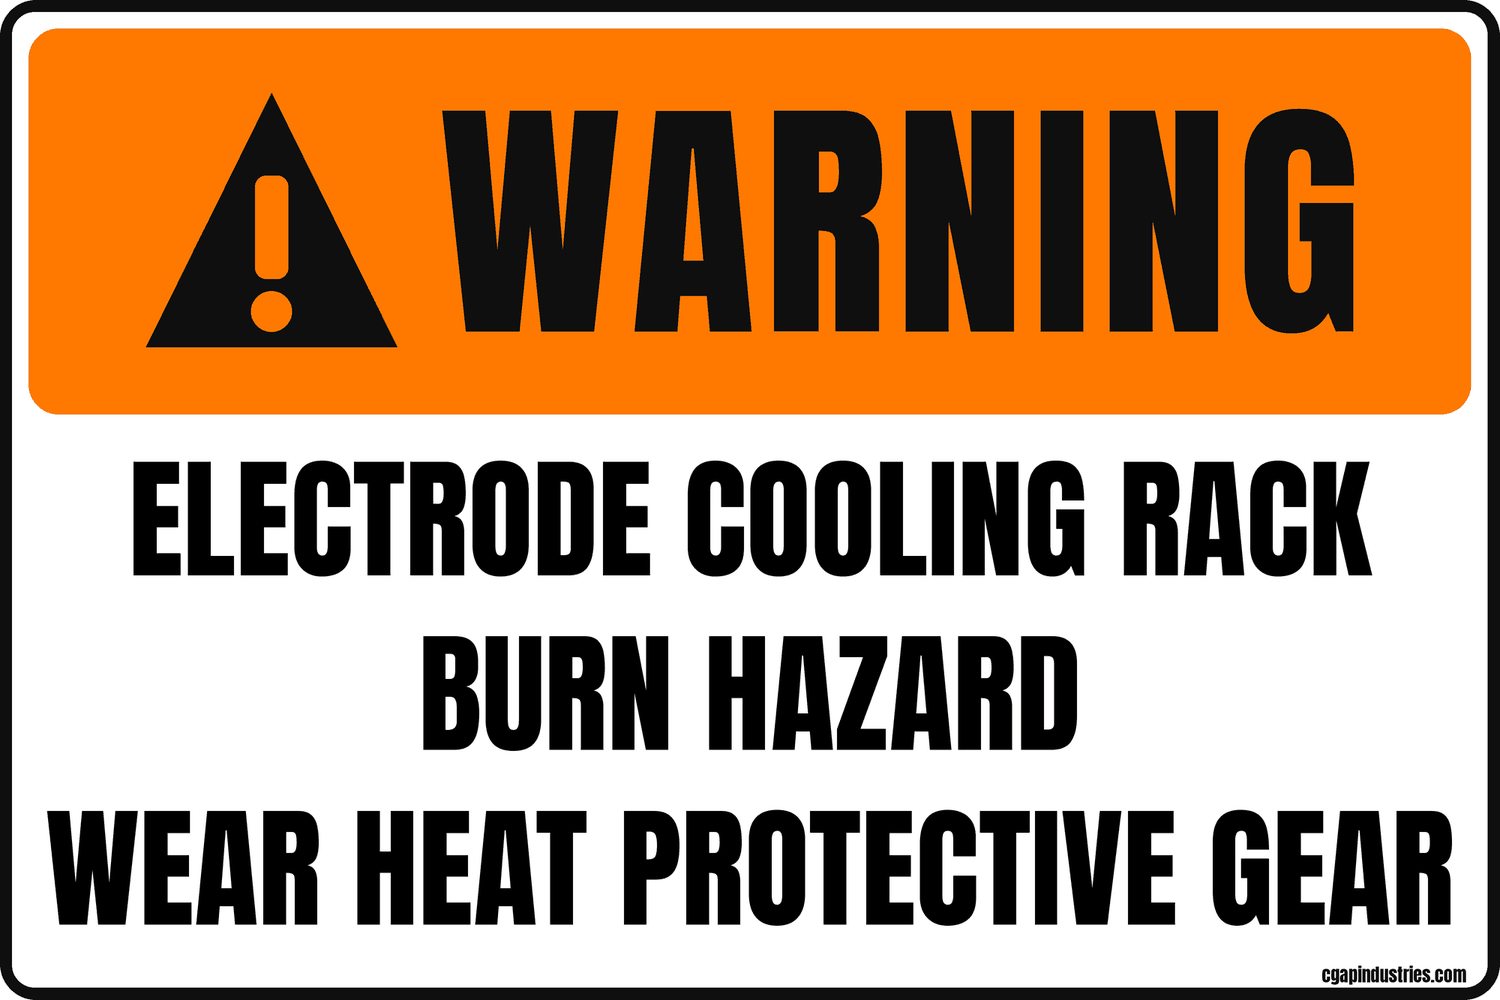 WARNING
ELECTRODE COOLING RACK
BURN HAZARD
WEAR HEAT PROTECTIVE GEAR
cgapindustries.com